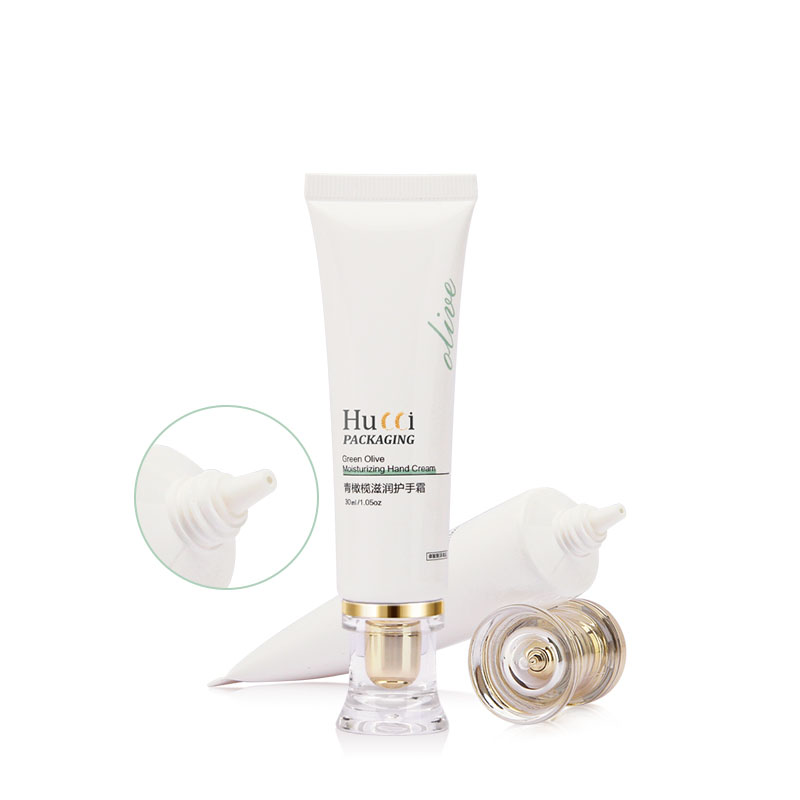 olive
Hucci
PACKAGING
Green Olive
Moisturizing Hand Cream
青橄榄滋润护手霜
30ml/1.05oz